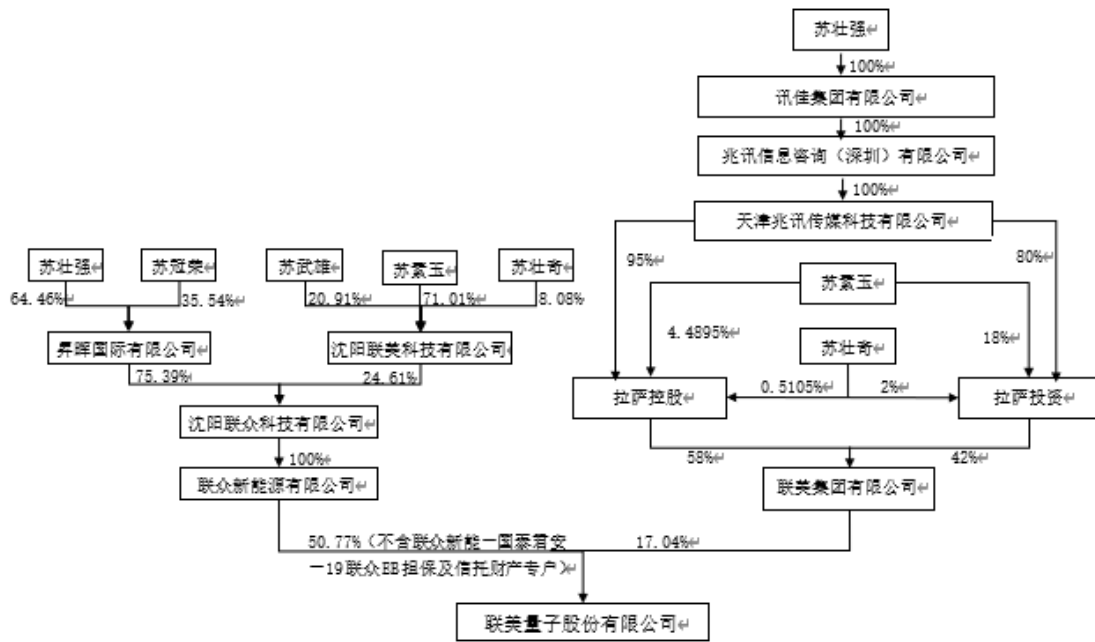 苏壮强↵
100%↵
讯佳集团有限公司↵
100%↵
兆讯信息咨询（深圳）有限公司↵
100%↵
天津兆讯传媒科技有限公司↵
苏壮强↵
苏冠荣↵
苏武雄↵
苏素玉↵
苏壮奇↵
95%↵
80%↵
64.46%↵
35.54%↵
20.91%↵
71.01%↵
8.08%↵
苏素玉↵
4.4895%↵
18%↵
昇晖国际有限公司↵
沈阳联美科技有限公司↵
苏壮奇↵
75.39%↵
24.61%↵
拉萨控股↵
0.5105%↵
2%↵
拉萨投资↵
沈阳联众科技有限公司↵
58%↵
42%↵
100%↵
联众新能源有限公司↵
联美集团有限公司↵
50.77%（不含联众新能—国泰君安
—19联众EB担保及信托财产专户）↵
17.04%↵
联美量子股份有限公司↵